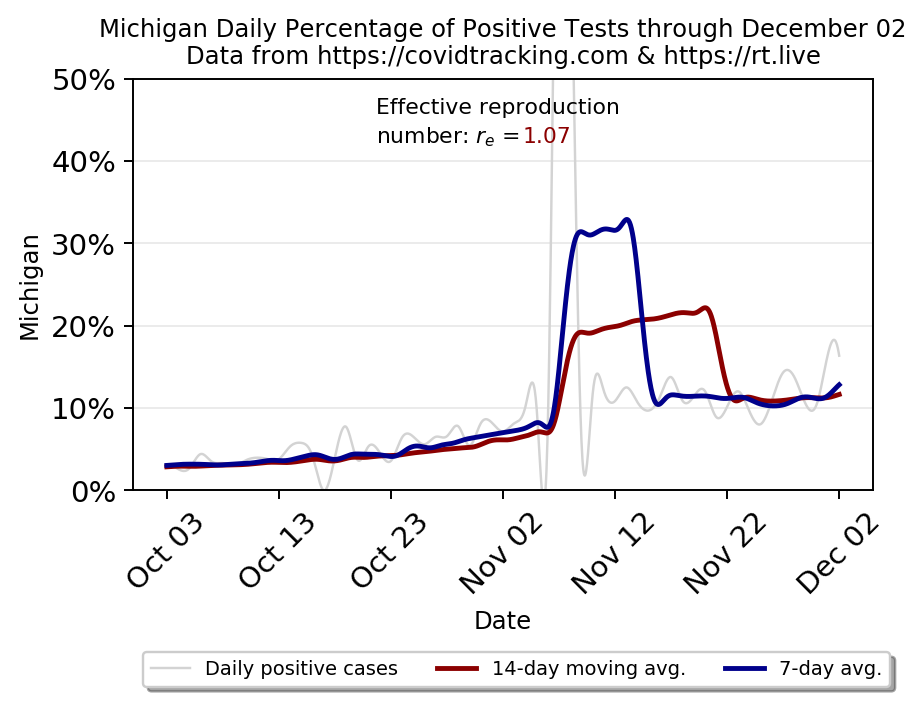 Michigan Daily Percentage of Positive Tests through December 02
Data from https://covidtracking.com & https://rt.live
Effective reproduction
number: rₑ =1.07
50%
40%
30%
20%
10%
0%
Michigan
Oct 03
Oct 13
Oct 23
Nov 02
Nov 12
Nov 22
Dec 02
Date
Daily positive cases
14-day moving avg.
7-day avg.